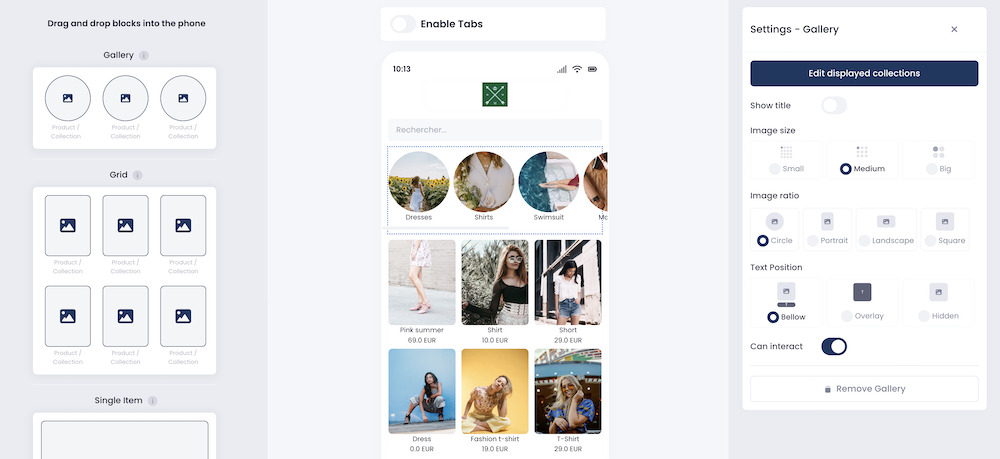 Drag and drop blocks into the phone
Gallery i
Product /
Collection
Product /
Collection
Product /
Collection
Grid i
Product /
Collection
Product /
Collection
Product /
Collection
Product /
Collection
Product /
Collection
Product /
Collection
Single Item i
Enable Tabs
10:13
Rechercher...
Dresses Shirts Swimsuit Mo
Pink summer Shirt Short
69.0 EUR 10.0 EUR 29.0 EUR
Dress Fashion t-shirt T-Shirt
0.0 EUR 19.0 EUR 29.0 EUR
Settings - Gallery
Edit displayed collections
Show title
Image size
Small Medium Big
Image ratio
Circle Portrait Landscape Square
Text Position
T T
Bellow Overlay Hidden
Can interact
Remove Gallery